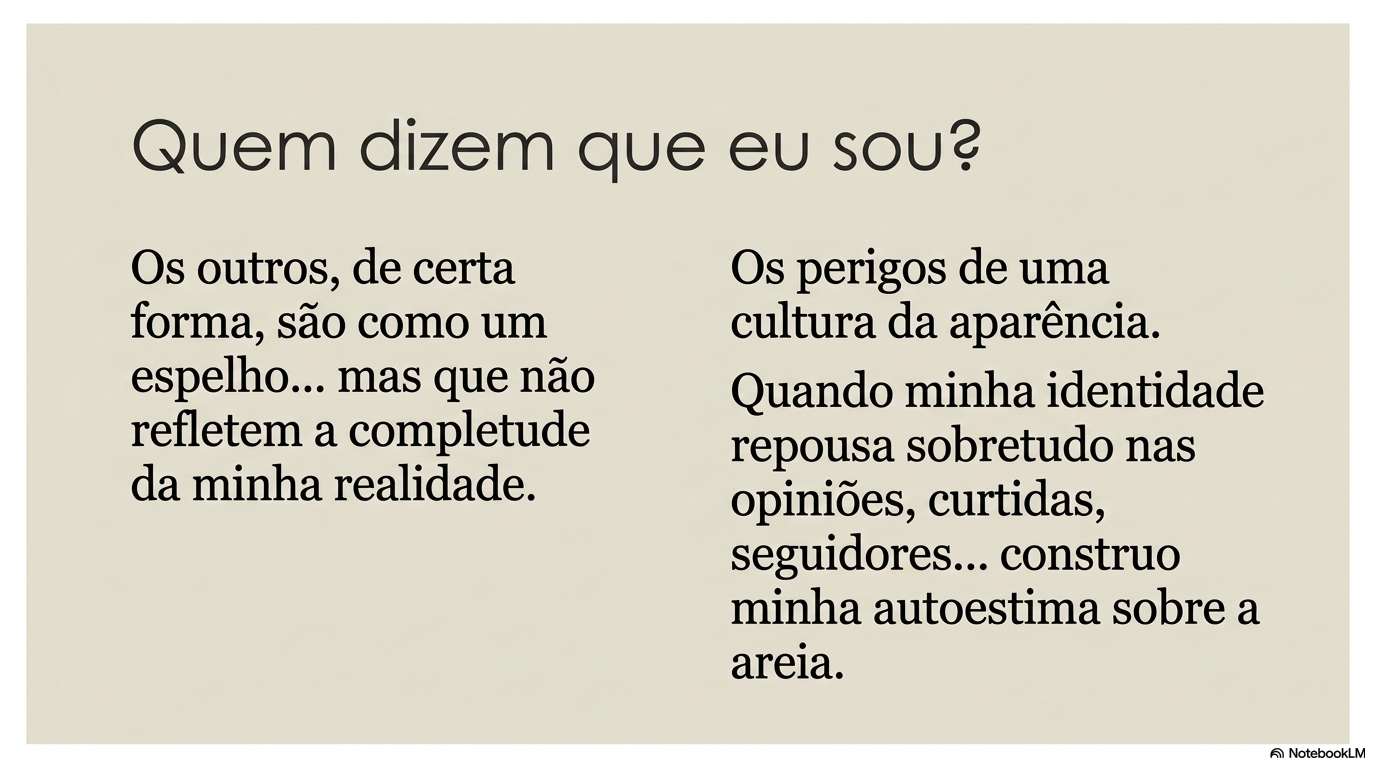 Quem dizem que eu sou?
Os outros, de certa
forma, são como um
espelho... mas que não
refletem a completude
da minha realidade.
Os perigos de uma
cultura da aparência.
Quando minha identidade
repousa sobretudo nas
opiniões, curtidas,
seguidores... construo
minha autoestima sobre a
areia.
NotebookLM